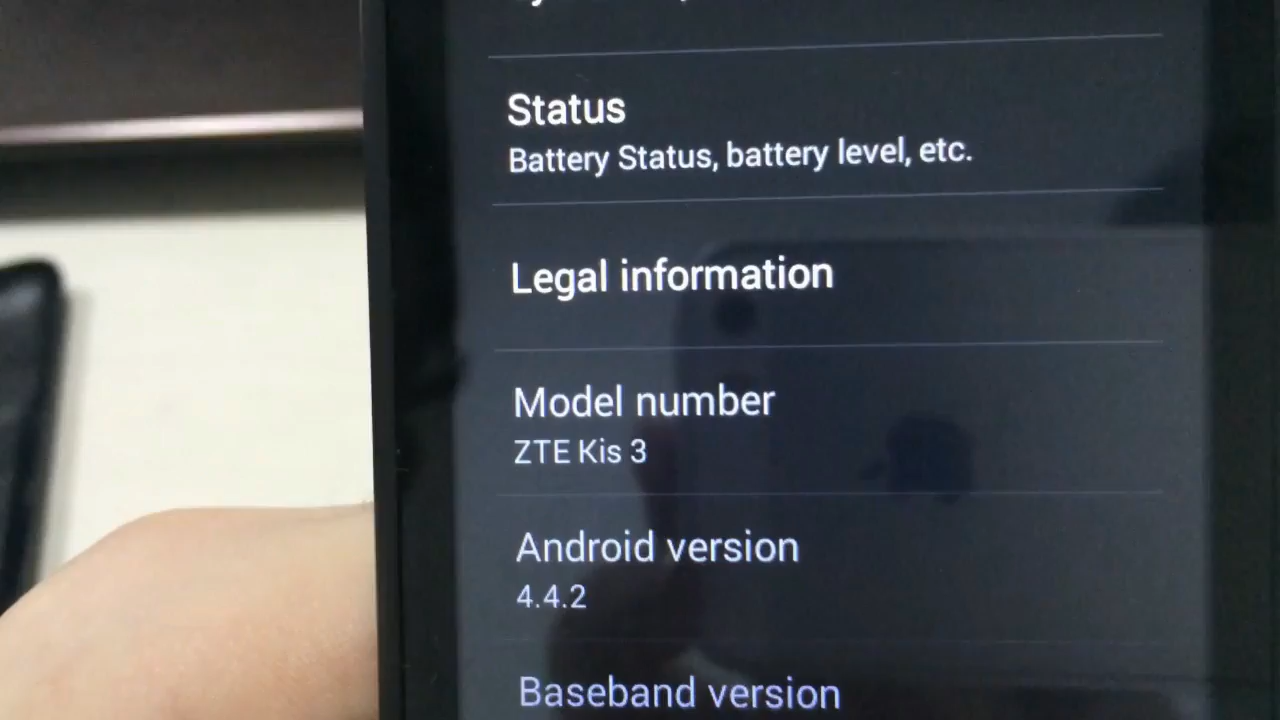 Status
Battery Status, battery level, etc.
Legal information
Model number
ZTE Kis 3
Android version
4.4.2
Baseband version